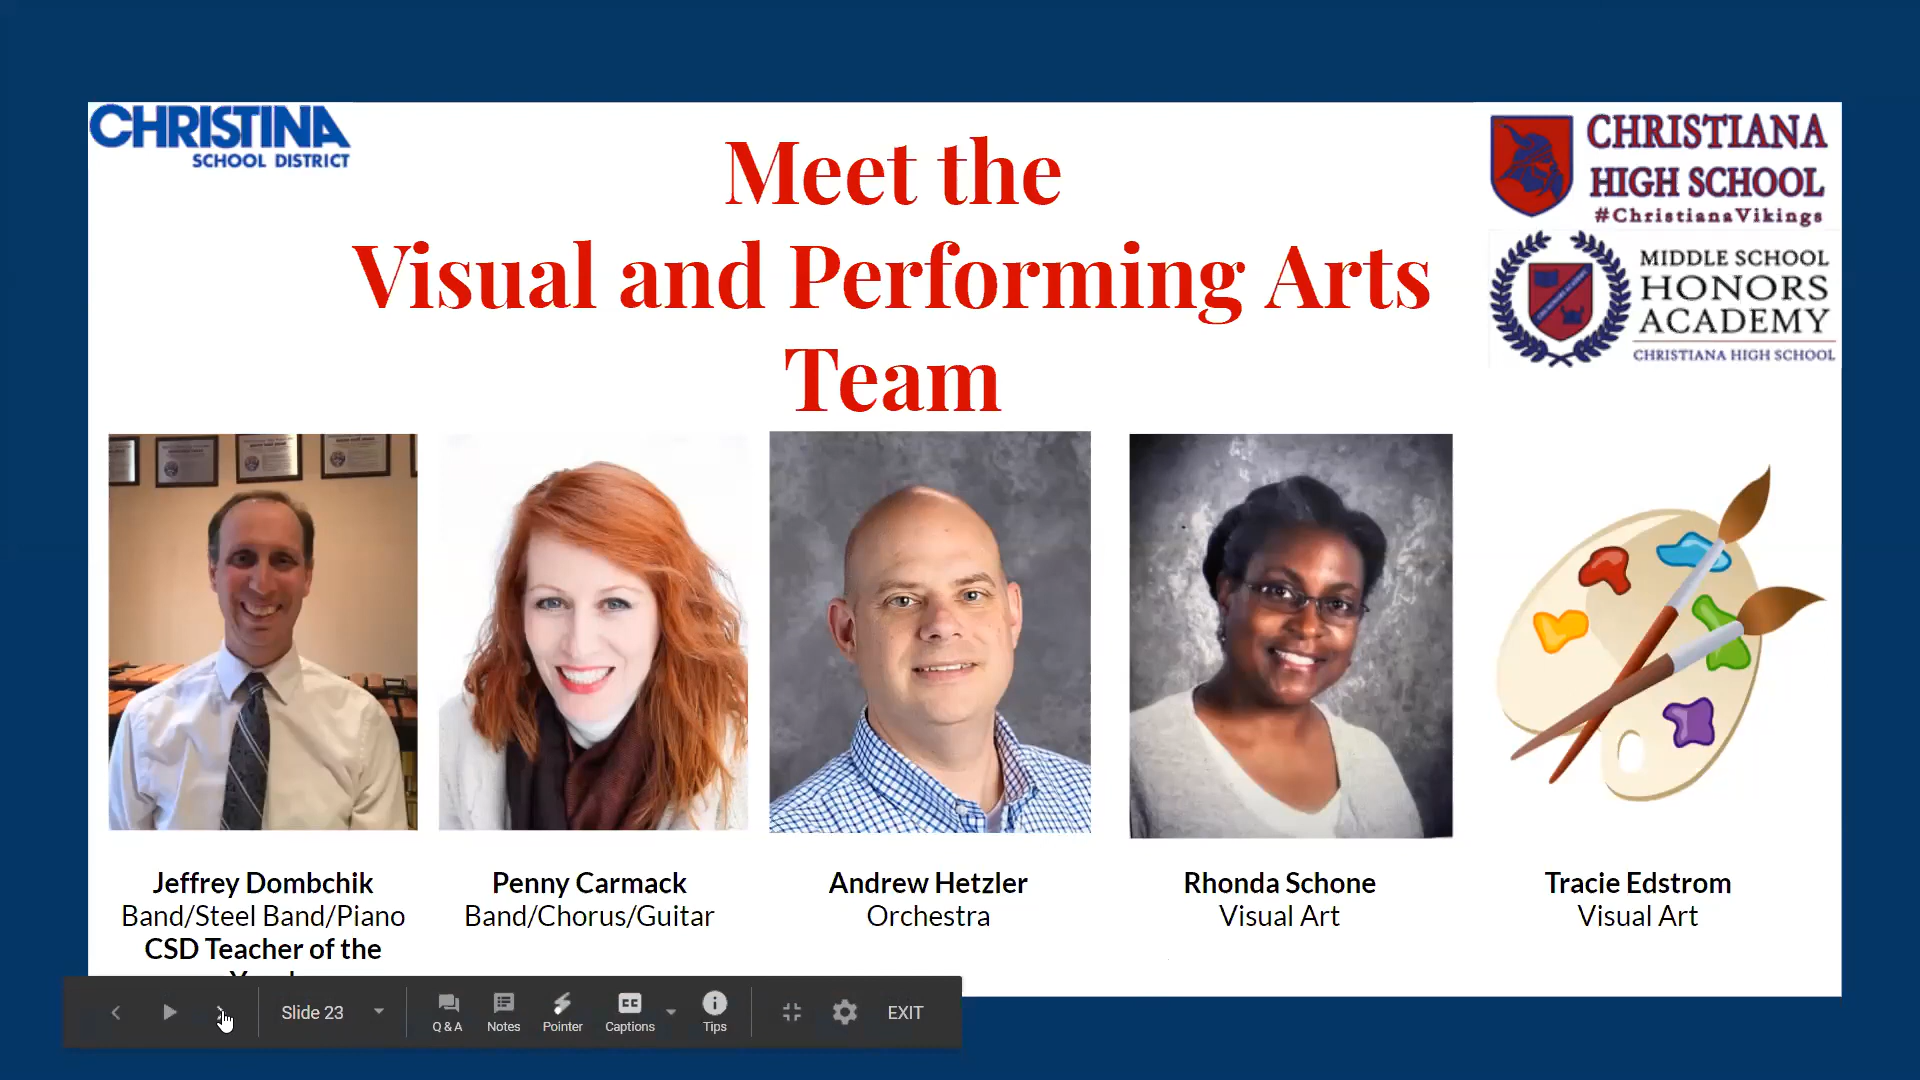 CHRISTINA
SCHOOL DISTRICT
Meet the
Visual and Performing Arts
Team
CHRISTIANA
HIGH SCHOOL
#ChristianaVikings
MIDDLE SCHOOL
HONORS
ACADEMY
CHRISTIANA HIGH SCHOOL
Jeffrey Dombchik
Band/Steel Band/Piano
CSD Teacher of the
Penny Carmack
Band/Chorus/Guitar
Andrew Hetzler
Orchestra
Rhonda Schone
Visual Art
Tracie Edstrom
Visual Art
Slide 23
Q & A
Notes
Pointer
CC
Captions
Tips
EXIT